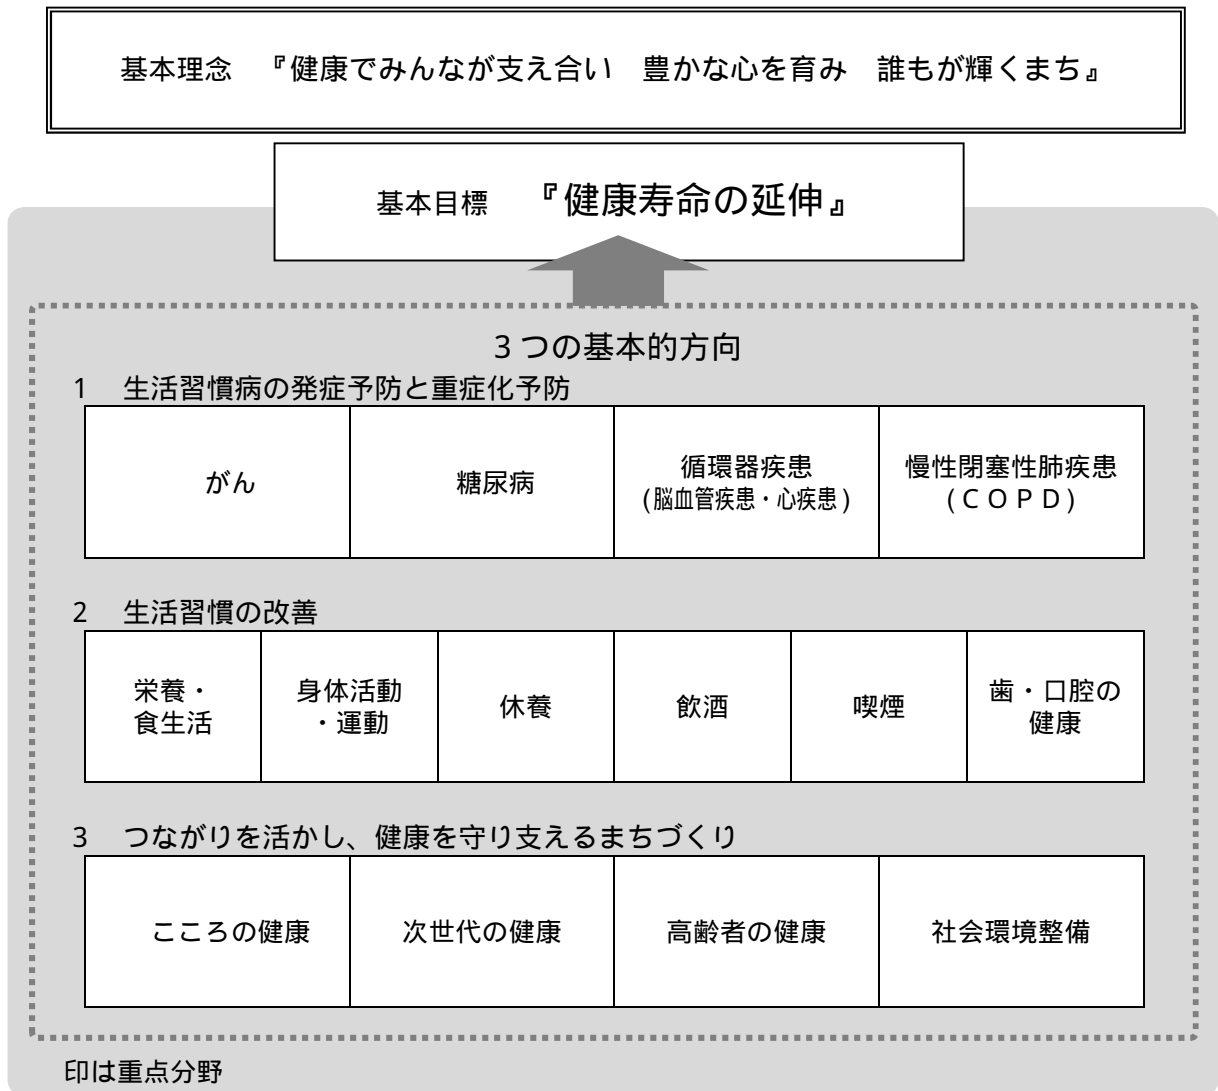 基本理念　『健康でみんなが支え合い　豊かな心を育み　誰もが輝くまち』
基本目標　『健康寿命の延伸』
3つの基本的方向
1　生活習慣病の発症予防と重症化予防
がん
糖尿病
循環器疾患
(脳血管疾患・心疾患)
慢性閉塞性肺疾患
(ＣＯＰＤ)
2　生活習慣の改善
栄養・
食生活
身体活動
・運動
休養
飲酒
喫煙
歯・口腔の
健康
3　つながりを活かし、健康を守り支えるまちづくり
こころの健康
次世代の健康
高齢者の健康
社会環境整備
印は重点分野